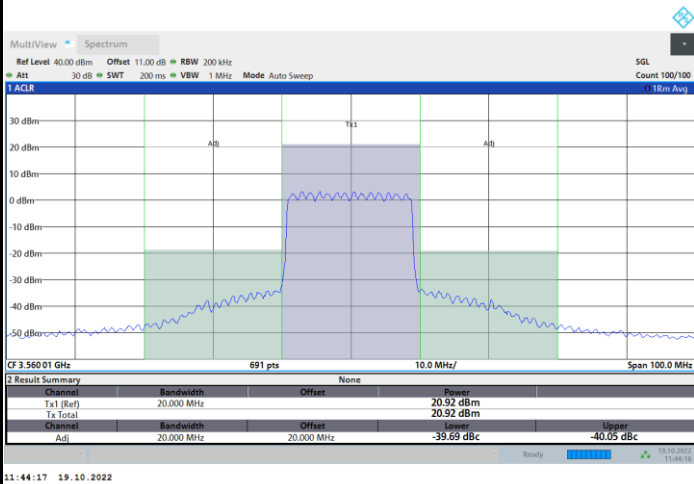 MultiView Spectrum
Ref Level 40.00 dBm Offset 11.00 dB RBW 200 kHz SGL
Att 30 dB SWT 200 ms VBW 1 MHz Mode Auto Sweep Count 100/100
1 ACLR 1Rm Avg
30 dBm
Tx1
20 dBm
Adj Adj
10 dBm
0 dBm
-10 dBm
-20 dBm
-30 dBm
-40 dBm
-50 dBm
CF 3.56001 GHz 691 pts 10.0 MHz/ Span 100.0 MHz
2 Result Summary None
Channel Bandwidth Offset Power
Tx1 (Ref) 20.000 MHz 20.92 dBm
Tx Total 20.92 dBm
Channel Bandwidth Offset Lower Upper
Adj 20.000 MHz 20.000 MHz -39.69 dBc -40.05 dBc
Ready 19.10.2022
11:44:16
11:44:17 19.10.2022